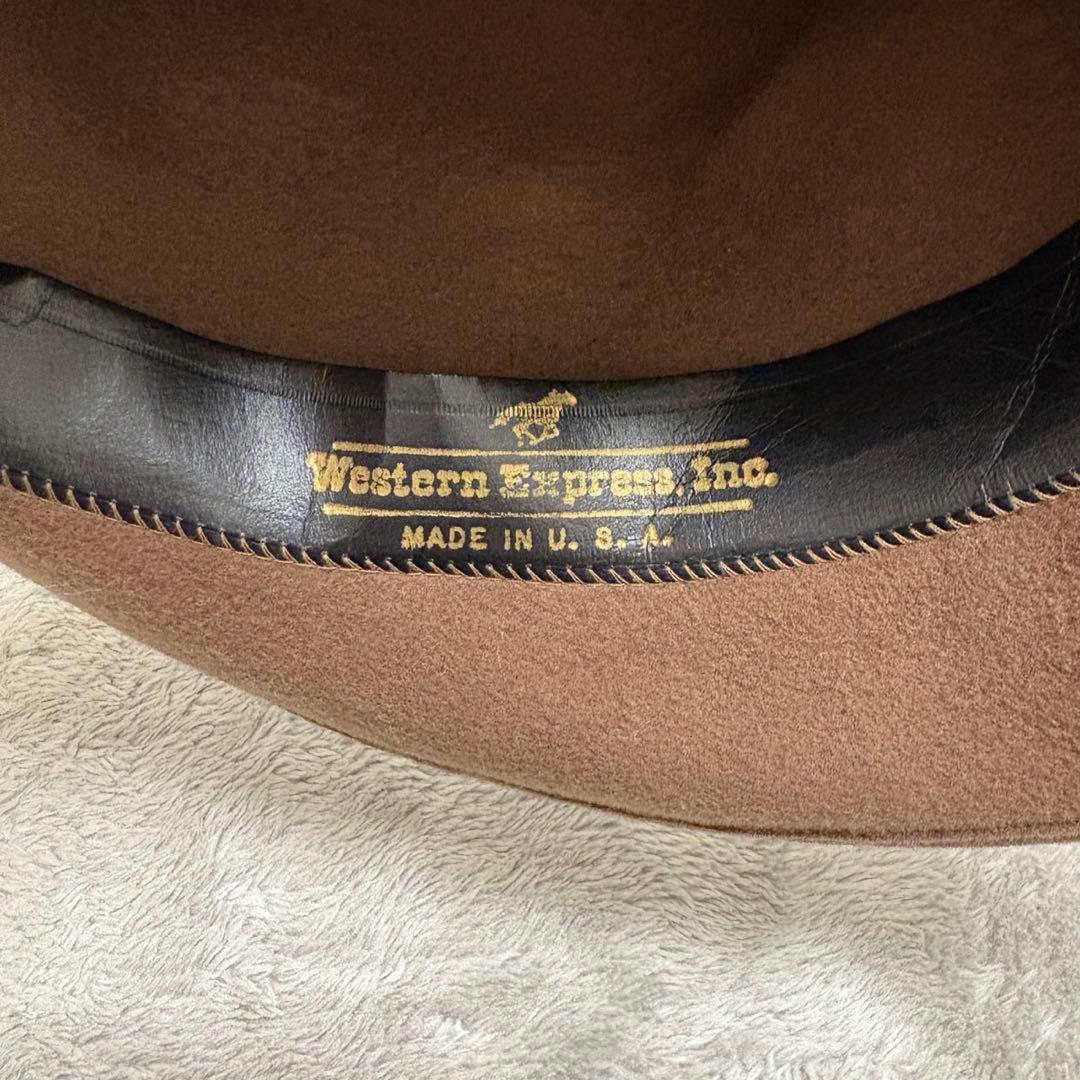 Western Express, Inc.
MADE IN U. S. A.